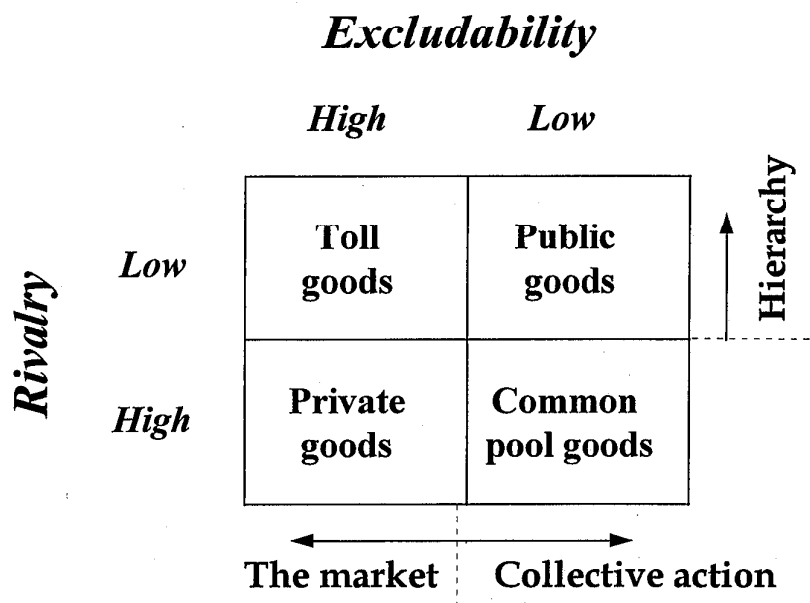 Excludability
High Low
Toll goods
Public goods
Low
Rivalry
High
Private goods
Common pool goods
Hierarchy
The market Collective action